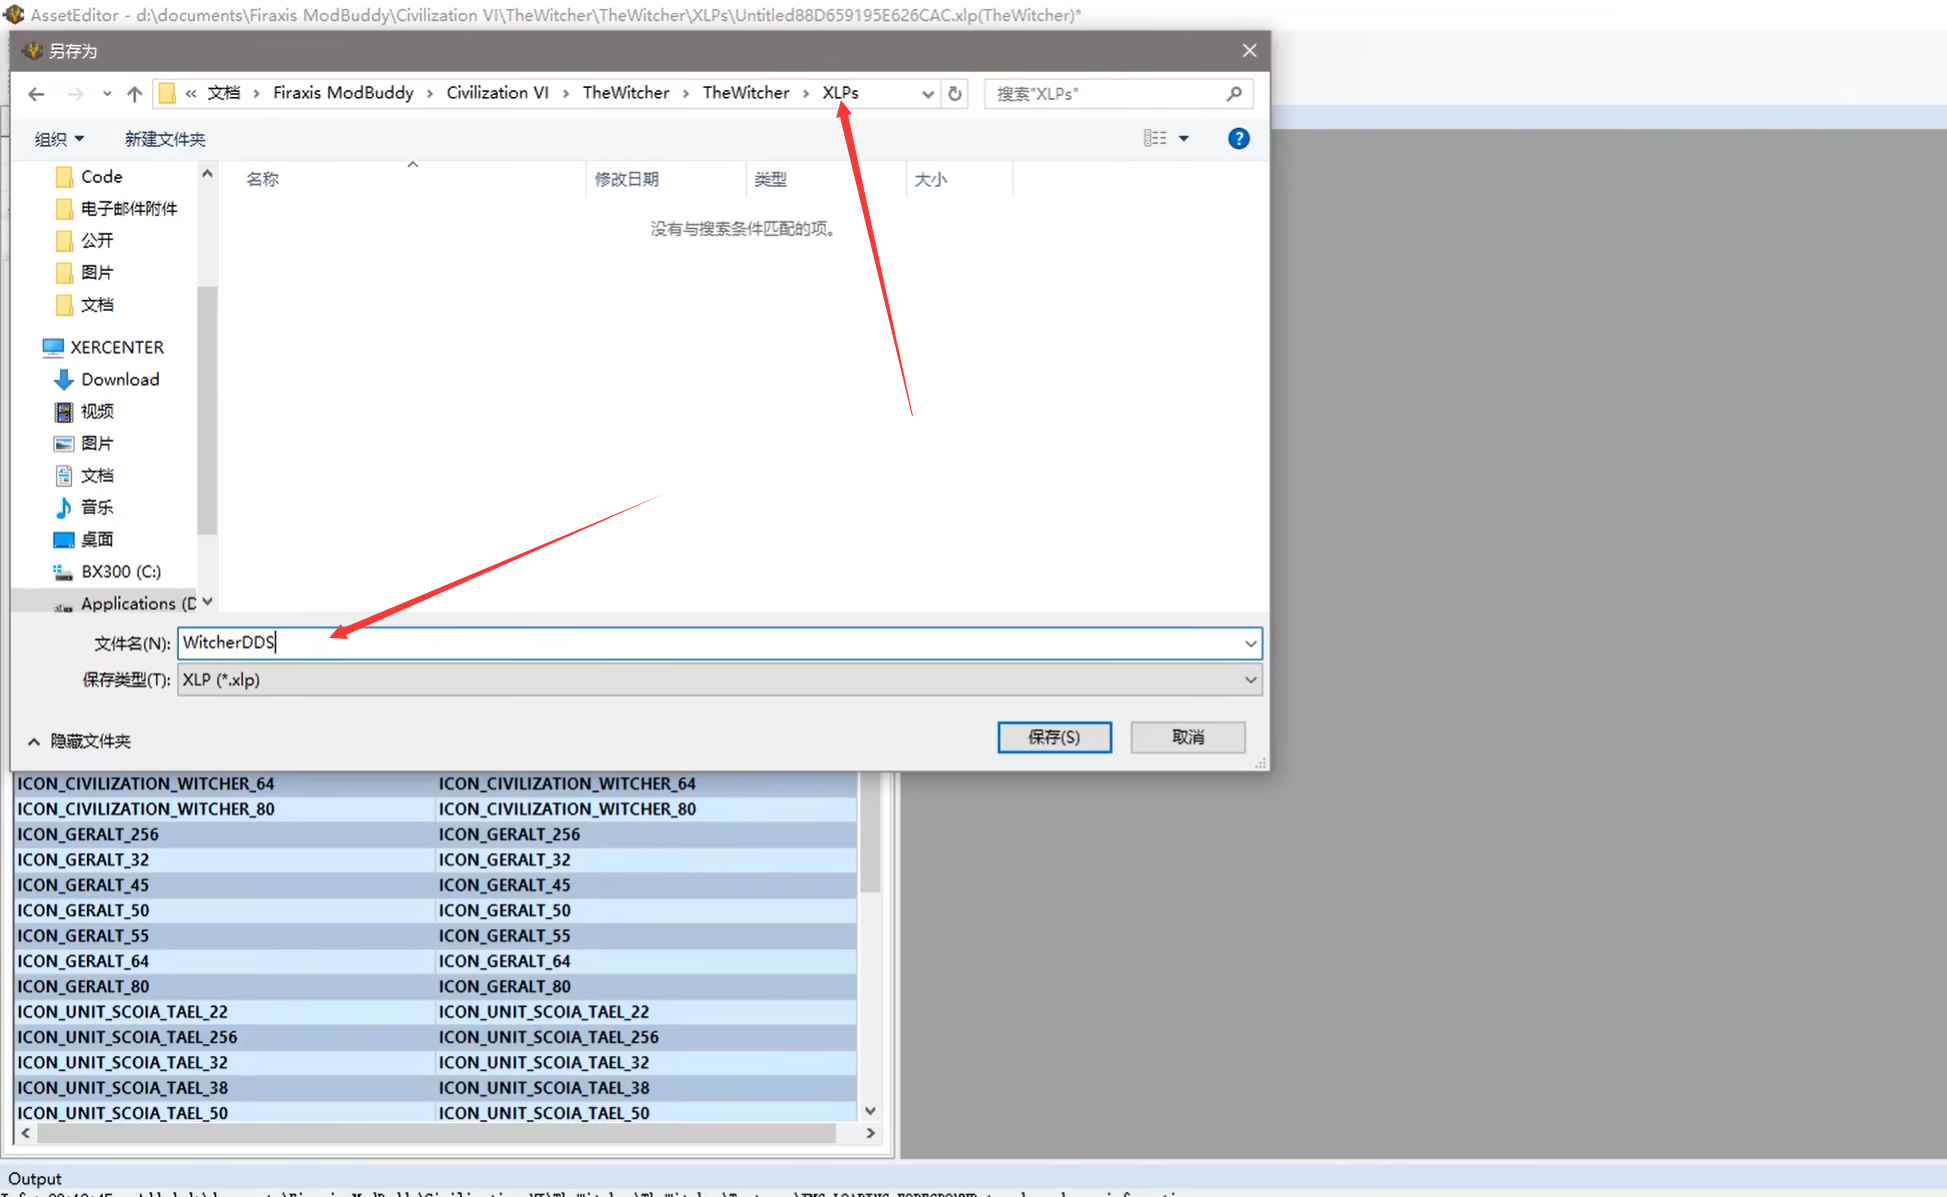 AssetEditor - d:\documents\Firaxis ModBuddy\Civilization VI\TheWitcher\TheWitcher\XLPs\Untitled88D659195E626CAC.xlp(TheWitcher)*
另存为
« 文档 › Firaxis ModBuddy › Civilization VI › TheWitcher › TheWitcher › XLPs
搜索"XLPs"
组织 新建文件夹
名称 修改日期 类型 大小
没有与搜索条件匹配的项。
Code
电子邮件附件
公开
图片
文档
XERCENTER
Download
视频
图片
文档
音乐
桌面
BX300 (C:)
Applications (D
文件名(N): WitcherDDS
保存类型(T): XLP (*.xlp)
隐藏文件夹 保存(S) 取消
ICON_CIVILIZATION_WITCHER_64 ICON_CIVILIZATION_WITCHER_64
ICON_CIVILIZATION_WITCHER_80 ICON_CIVILIZATION_WITCHER_80
ICON_GERALT_256 ICON_GERALT_256
ICON_GERALT_32 ICON_GERALT_32
ICON_GERALT_45 ICON_GERALT_45
ICON_GERALT_50 ICON_GERALT_50
ICON_GERALT_55 ICON_GERALT_55
ICON_GERALT_64 ICON_GERALT_64
ICON_GERALT_80 ICON_GERALT_80
ICON_UNIT_SCOIA_TAEL_22 ICON_UNIT_SCOIA_TAEL_22
ICON_UNIT_SCOIA_TAEL_256 ICON_UNIT_SCOIA_TAEL_256
ICON_UNIT_SCOIA_TAEL_32 ICON_UNIT_SCOIA_TAEL_32
ICON_UNIT_SCOIA_TAEL_38 ICON_UNIT_SCOIA_TAEL_38
ICON_UNIT_SCOIA_TAEL_50 ICON_UNIT_SCOIA_TAEL_50
Output